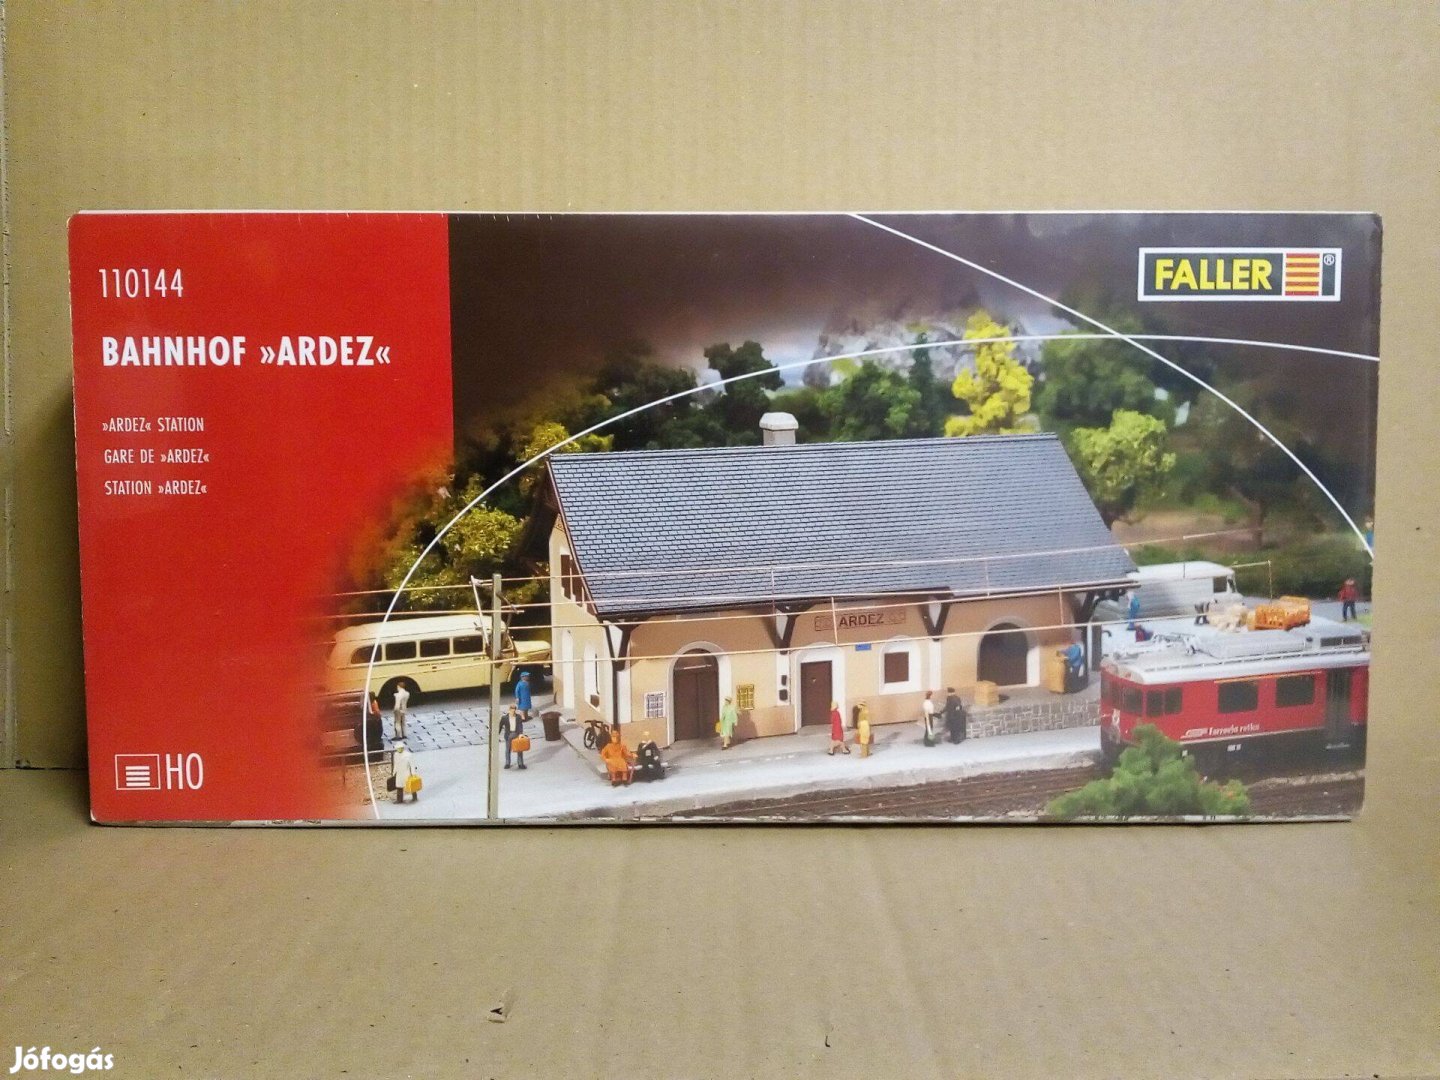 110144
BAHNHOF »ARDEZ«
»ARDEZ« STATION
GARE DE »ARDEZ«
STATION »ARDEZ«
H0
FALLER®
ARDEZ
Jófogás